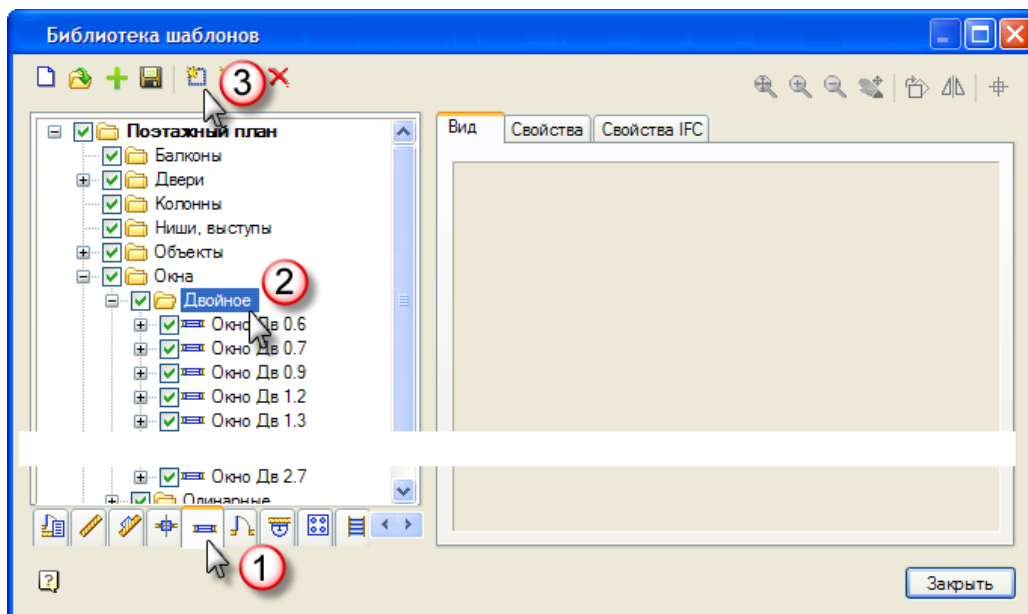 Библиотека шаблонов
3
Поэтажный план
Вид Свойства Свойства IFC
Балконы
Двери
Колонны
Ниши, выступы
Объекты
Окна
2
Двойное
Окно Дв 0.6
Окно Дв 0.7
Окно Дв 0.9
Окно Дв 1.2
Окно Дв 1.3
Окно Дв 2.7
Одинарные
1
?
Закрыть